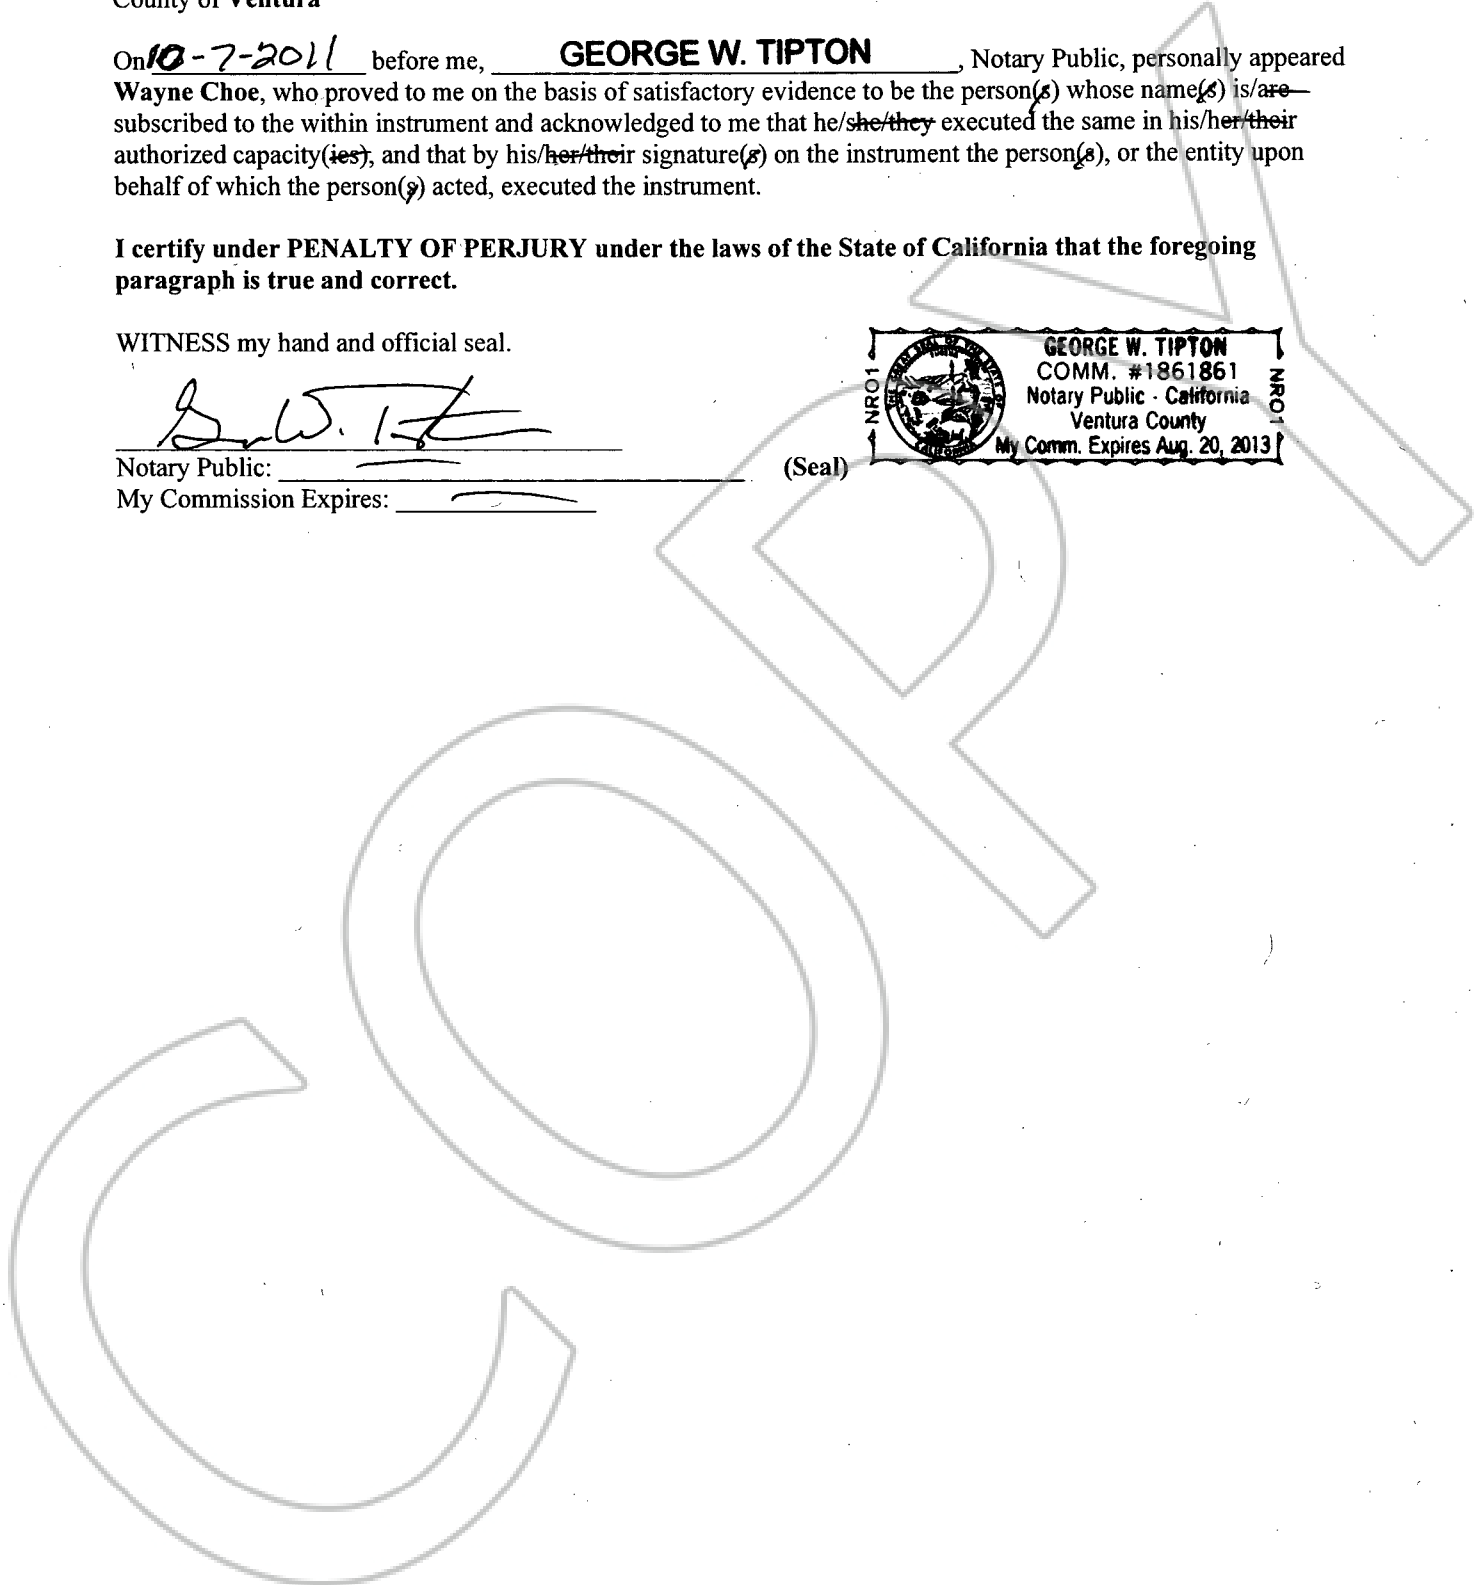 County of Ventura
On 10-7-2011 before me, GEORGE W. TIPTON, Notary Public, personally appeared
Wayne Choe, who proved to me on the basis of satisfactory evidence to be the person(s) whose name(s) is/are
subscribed to the within instrument and acknowledged to me that he/she/they executed the same in his/her/their
authorized capacity(ies), and that by his/her/their signature(s) on the instrument the person(s), or the entity upon
behalf of which the person(s) acted, executed the instrument.
I certify under PENALTY OF PERJURY under the laws of the State of California that the foregoing
paragraph is true and correct.
WITNESS my hand and official seal.
Notary Public:
My Commission Expires:
(Seal)
NRO1
GEORGE W. TIPTON
COMM. #1861861
Notary Public - California
Ventura County
My Comm. Expires Aug. 20, 2013
NRO1
COPY